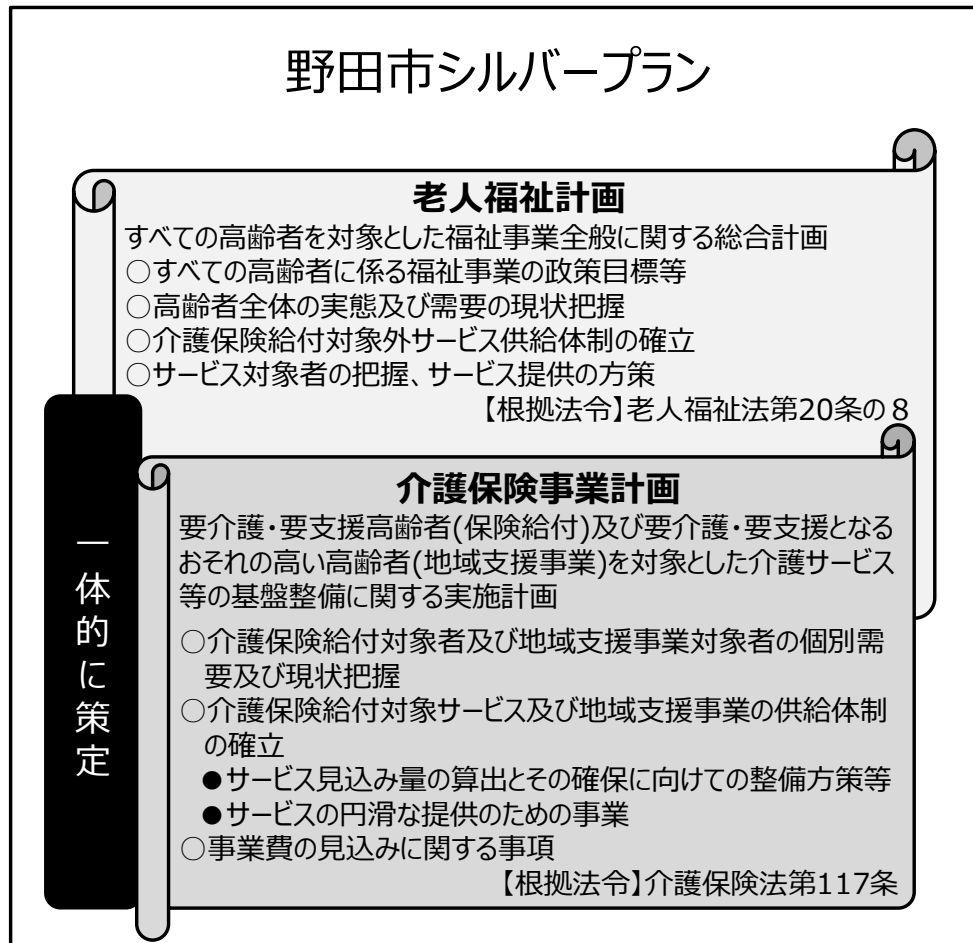 野田市シルバープラン
老人福祉計画
すべての高齢者を対象とした福祉事業全般に関する総合計画
○すべての高齢者に係る福祉事業の政策目標等
○高齢者全体の実態及び需要の現状把握
○介護保険給付対象外サービス供給体制の確立
○サービス対象者の把握、サービス提供の方策
【根拠法令】老人福祉法第20条の８
一体的に策定
介護保険事業計画
要介護・要支援高齢者(保険給付)及び要介護・要支援となる
おそれの高い高齢者(地域支援事業)を対象とした介護サービス
等の基盤整備に関する実施計画
○介護保険給付対象者及び地域支援事業対象者の個別需
要及び現状把握
○介護保険給付対象サービス及び地域支援事業の供給体制
の確立
●サービス見込み量の算出とその確保に向けての整備方策等
●サービスの円滑な提供のための事業
○事業費の見込みに関する事項
【根拠法令】介護保険法第117条